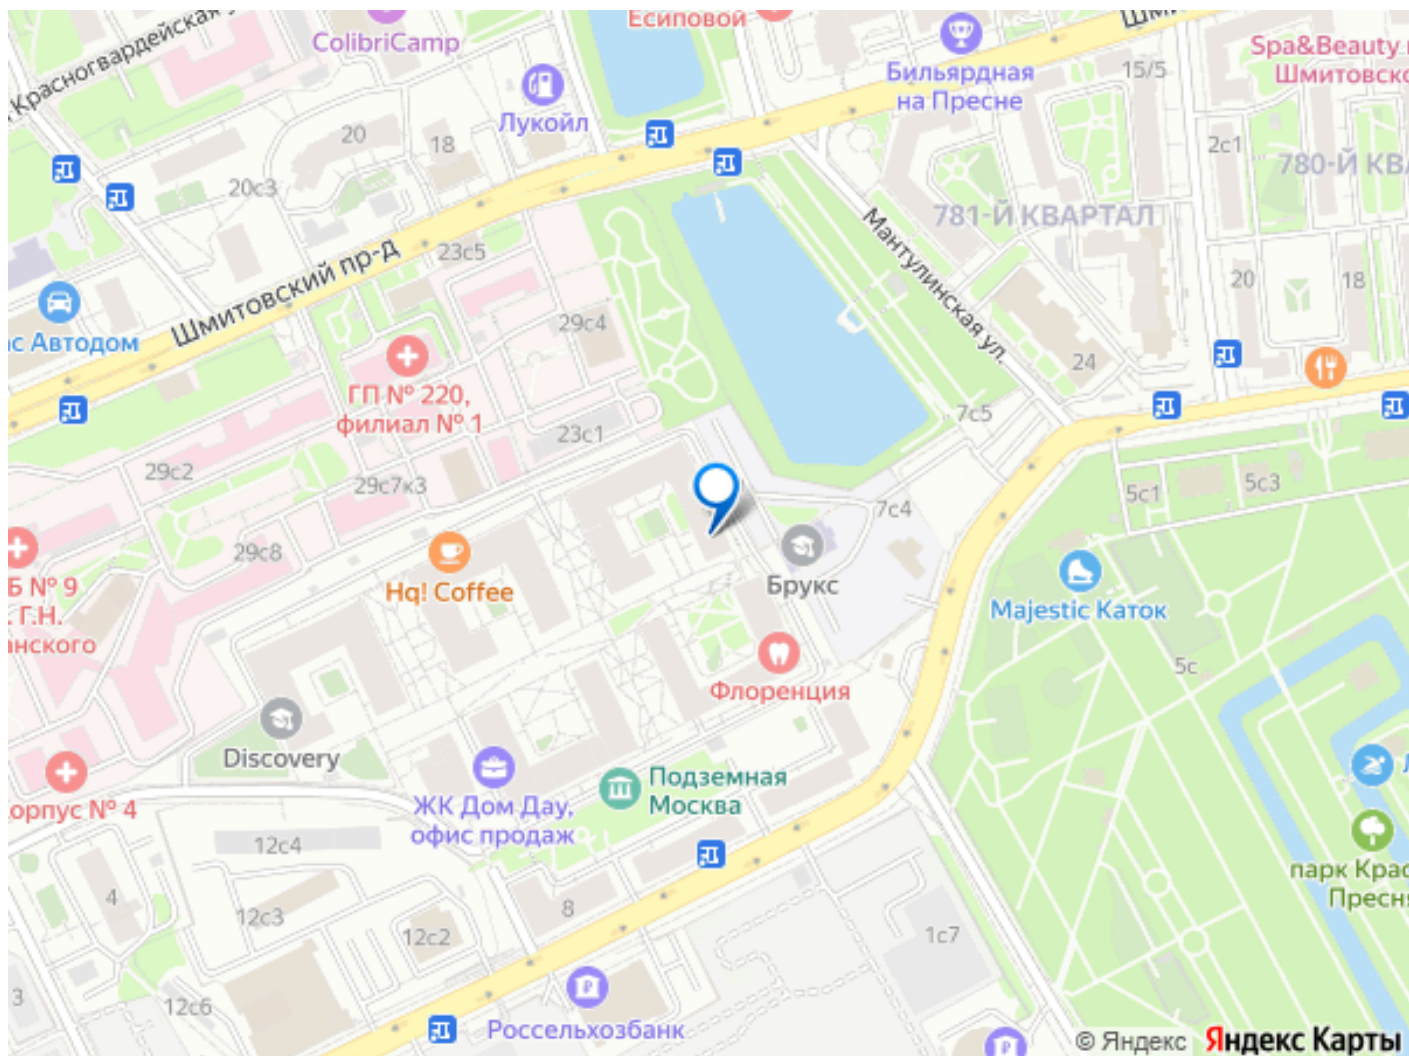 Красногвардейская
ColibriCamp
Есиповой
Бильярдная
на Пресне
15/5
Spa&Beauty
Шмитовско
Лукойл
20
18
20с3
2с1
780-Й КВА
781-Й КВАРТАЛ
Мантулинская ул.
23с5
Шмитовский пр-д
20
18
29с4
24
с Автодом
ГП № 220,
филиал № 1
7с5
23с1
29с2
29с7к3
5с1
5с3
7с4
29с8
Hq! Coffee
Брукс
Majestic Каток
Б № 9
Г.Н.
анского
5с
Флоренция
Discovery
Подземная
Москва
ЖК Дом Дау,
офис продаж
орпус № 4
12с4
парк Крас
Пресня
4
8
12с3
12с2
1с7
3
12с6
Россельхозбанк
© Яндекс Яндекс Карты